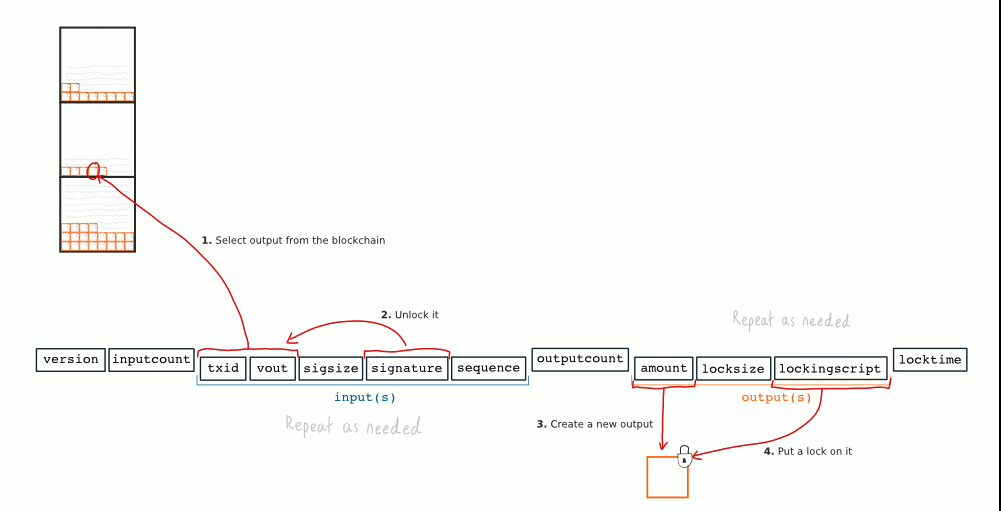 1. Select output from the blockchain
2. Unlock it
Repeat as needed
version inputcount txid vout sigsize signature sequence outputcount amount locksize lockingscript locktime
input(s) output(s)
Repeat as needed
3. Create a new output
4. Put a lock on it